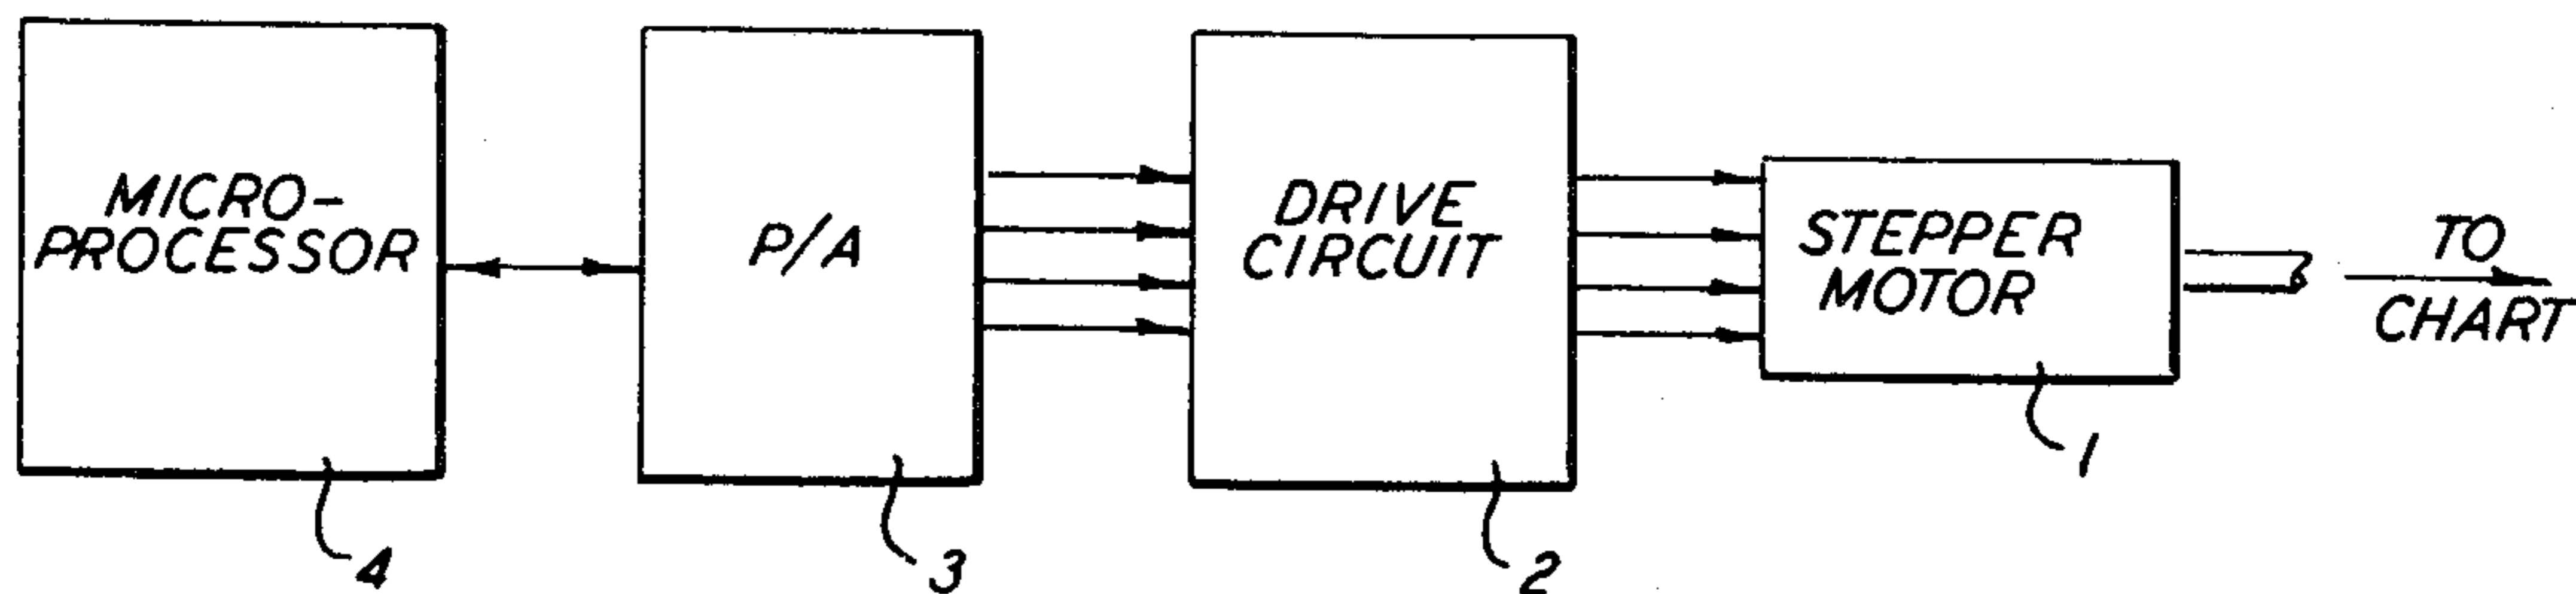 MICRO-
PROCESSOR
P/A
DRIVE
CIRCUIT
STEPPER
MOTOR
TO
CHART
4
3
2
1